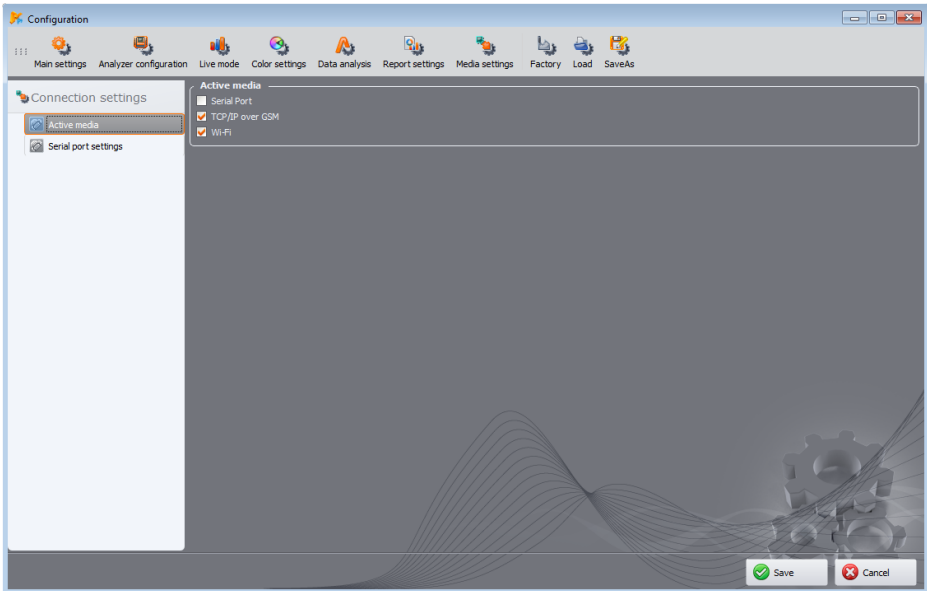 Configuration
Main settings Analyzer configuration Live mode Color settings Data analysis Report settings Media settings Factory Load SaveAs
Connection settings
Active media
Serial port settings
Active media
Serial Port
TCP/IP over GSM
Wi-Fi
Save Cancel